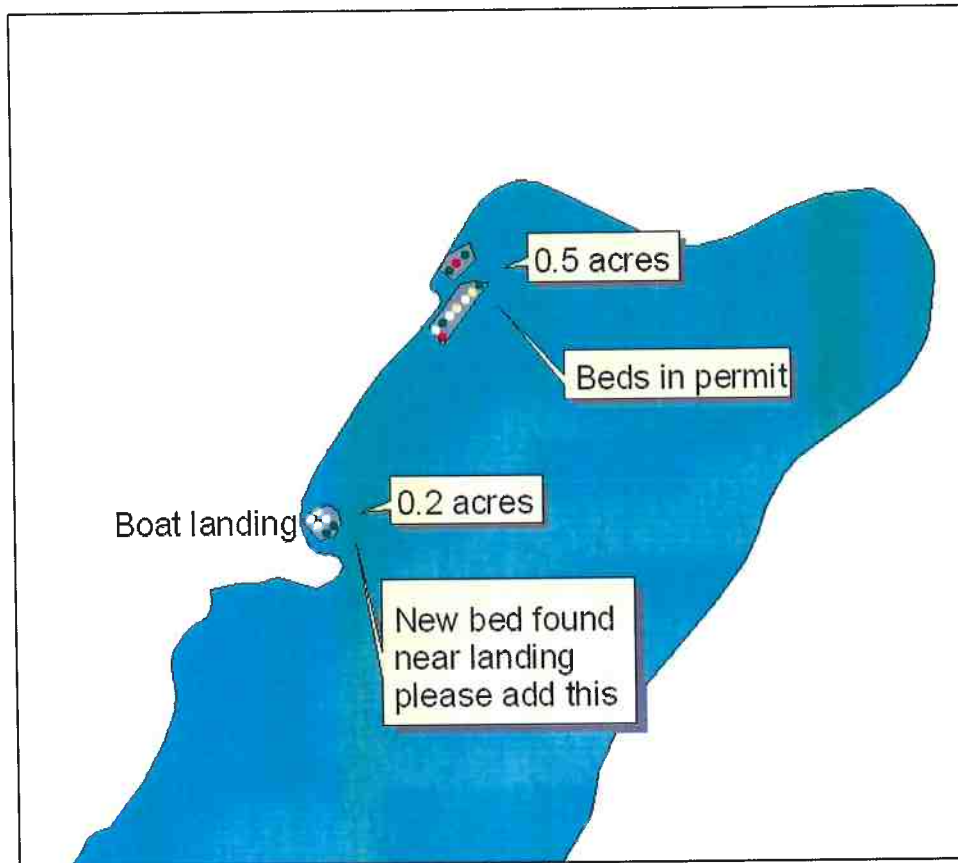 0.5 acres
Beds in permit
0.2 acres
Boat landing
New bed found
near landing
please add this